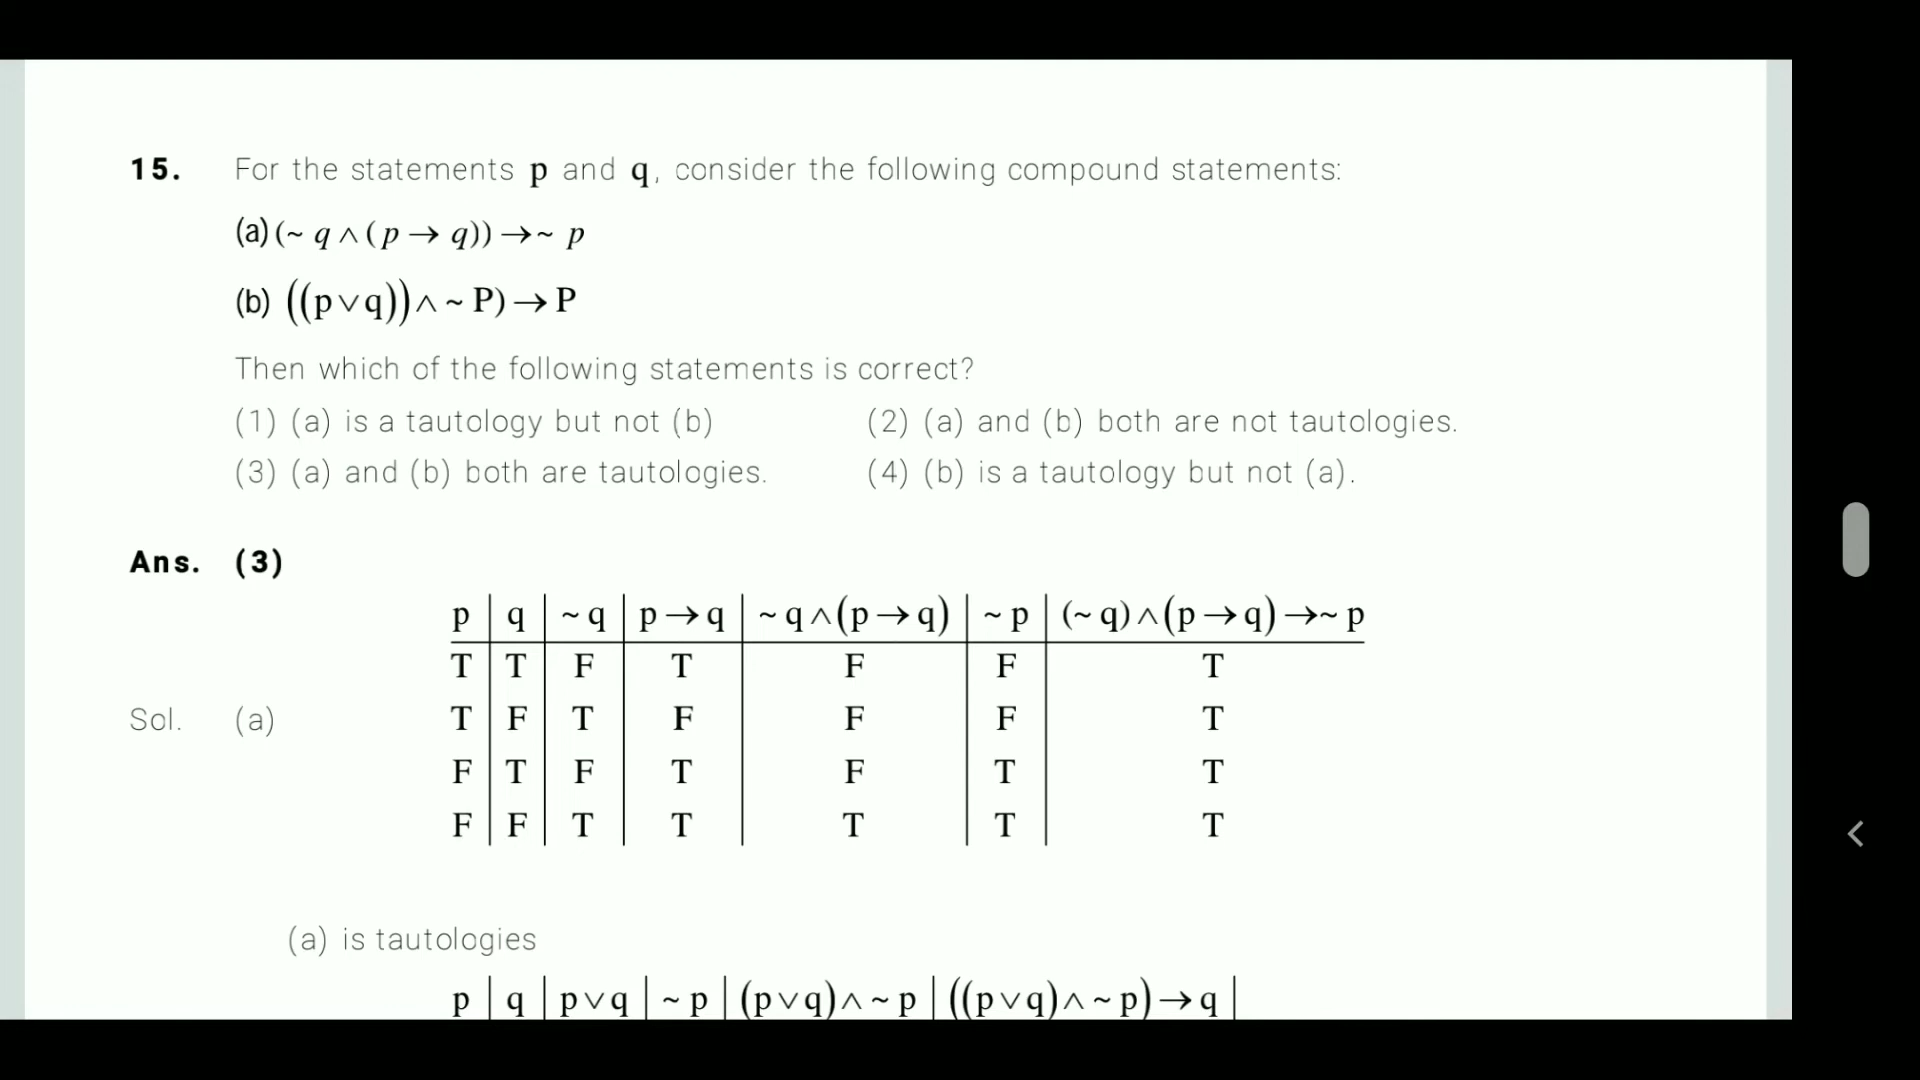 15. For the statements p and q, consider the following compound statements:
(a) (~ q ∧ (p → q)) →~ p
(b) ((p ∨ q)) ∧ ~ P) → P
Then which of the following statements is correct?
(1) (a) is a tautology but not (b) (2) (a) and (b) both are not tautologies.
(3) (a) and (b) both are tautologies. (4) (b) is a tautology but not (a).
Ans. (3)
p | q | ~ q | p → q | ~ q ∧ (p → q) | ~ p | (~ q) ∧ (p → q) →~ p
T | T | F | T | F | F | T
Sol. (a) T | F | T | F | F | F | T
F | T | F | T | F | T | T
F | F | T | T | T | T | T
(a) is tautologies
p | q | p ∨ q | ~ p | (p ∨ q) ∧ ~ p | ((p ∨ q) ∧ ~ p) → q |